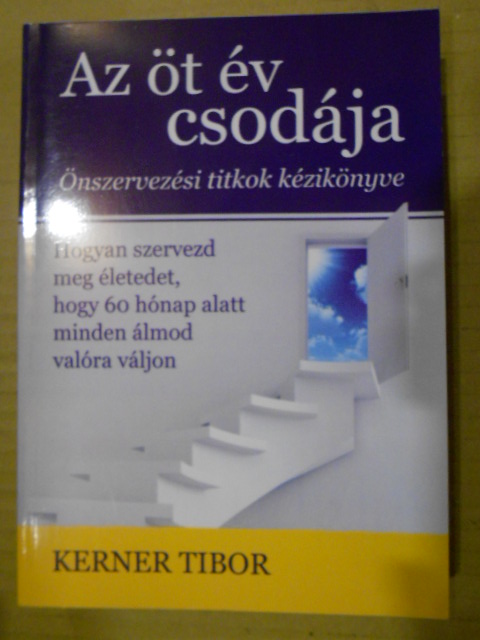 Az öt év
csodája
Önszervezési titkok kézikönyve
Hogyan szervezd
meg életedet,
hogy 60 hónap alatt
minden álmod
valóra váljon
KERNER TIBOR